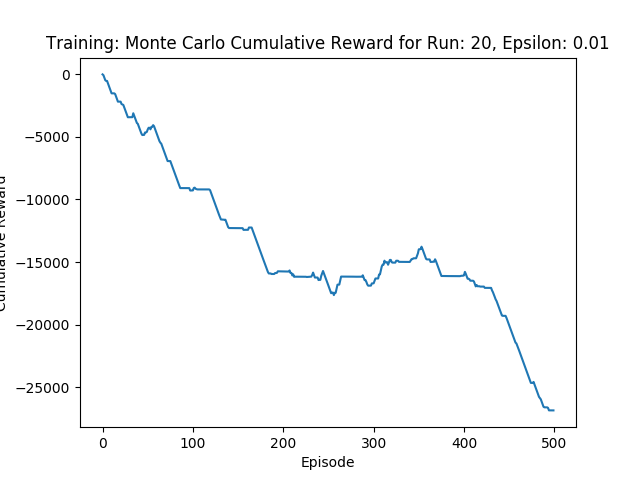 Training: Monte Carlo Cumulative Reward for Run: 20, Epsilon: 0.01
0
−5000
−10000
−15000
−20000
−25000
Cumulative Reward
0 100 200 300 400 500
Episode